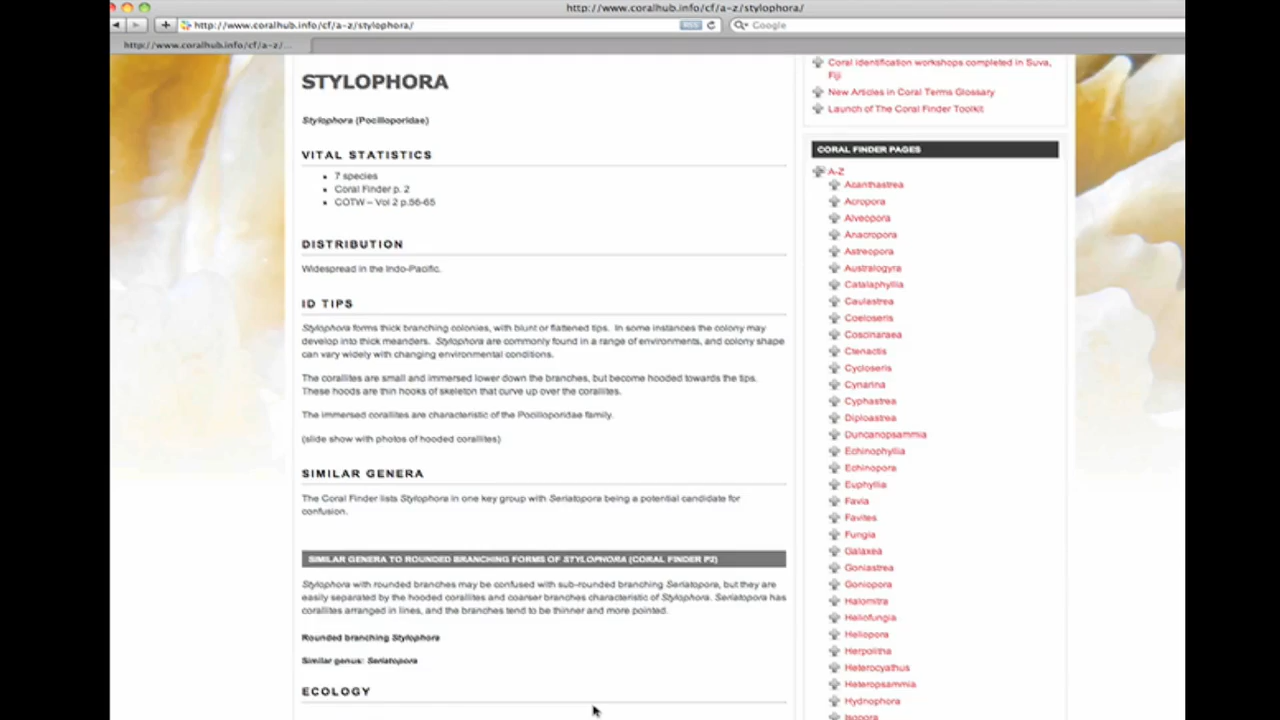 http://www.coralhub.info/cf/a-z/stylophora/
http://www.coralhub.info/cf/a-z/stylophora/
RSS
Google
http://www.coralhub.info/cf/a-z/...
STYLOPHORA
Stylophora (Pocilloporidae)
VITAL STATISTICS
7 species
Coral Finder p. 2
COTW – Vol 2 p.56-65
DISTRIBUTION
Widespread in the Indo-Pacific.
ID TIPS
Stylophora forms thick branching colonies, with blunt or flattened tips. In some instances the colony may
develop into thick meanders. Stylophora are commonly found in a range of environments, and colony shape
can vary widely with changing environmental conditions.
The corallites are small and immersed lower down the branches, but become hooded towards the tips.
These hoods are thin hooks of skeleton that curve up over the corallites.
The immersed corallites are characteristic of the Pocilloporidae family.
(slide show with photos of hooded corallites)
SIMILAR GENERA
The Coral Finder lists Stylophora in one key group with Seriatopora being a potential candidate for
confusion.
SIMILAR GENERA TO ROUNDED BRANCHING FORMS OF STYLOPHORA (CORAL FINDER P2)
Stylophora with rounded branches may be confused with sub-rounded branching Seriatopora, but they are
easily separated by the hooded corallites and coarser branches characteristic of Stylophora. Seriatopora has
corallites arranged in lines, and the branches tend to be thinner and more pointed.
Rounded branching Stylophora
Similar genus: Seriatopora
ECOLOGY
Coral identification workshops completed in Suva,
Fiji
New Articles in Coral Terms Glossary
Launch of The Coral Finder Toolkit
CORAL FINDER PAGES
A-Z
Acanthastrea
Acropora
Alveopora
Anacropora
Astreopora
Australogyra
Catalaphyllia
Caulastrea
Coeloseris
Coscinaraea
Ctenactis
Cycloseris
Cynarina
Cyphastrea
Diploastrea
Duncanopsammia
Echinophyllia
Echinopora
Euphyllia
Favia
Favites
Fungia
Galaxea
Goniastrea
Goniopora
Halomitra
Heliofungia
Heliopora
Herpolitha
Heterocyathus
Heteropsammia
Hydnophora
Isopora